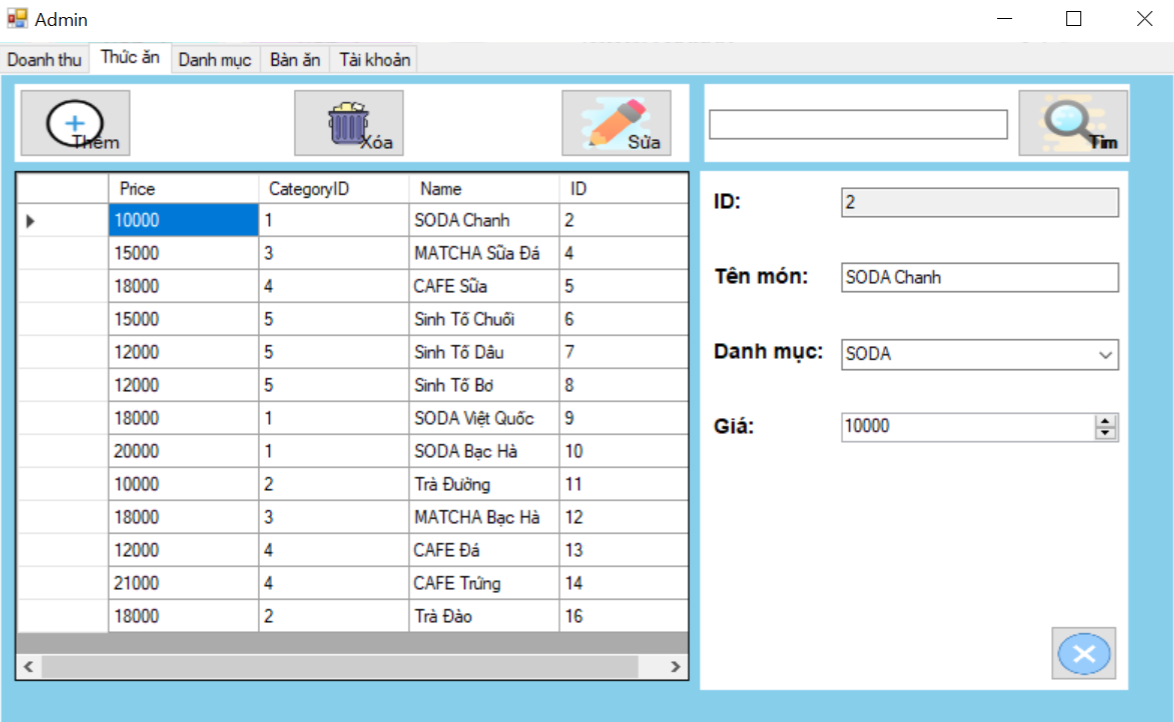 Admin
Doanh thu Thức ăn Danh mục Bàn ăn Tài khoản
Thêm Xóa Sửa Tìm
Price CategoryID Name ID
10000 1 SODA Chanh 2
15000 3 MATCHA Sữa Đá 4
18000 4 CAFE Sữa 5
15000 5 Sinh Tố Chuối 6
12000 5 Sinh Tố Dâu 7
12000 5 Sinh Tố Bơ 8
18000 1 SODA Việt Quốc 9
20000 1 SODA Bạc Hà 10
10000 2 Trà Đường 11
18000 3 MATCHA Bạc Hà 12
12000 4 CAFE Đá 13
21000 4 CAFE Trứng 14
18000 2 Trà Đào 16
ID: 2
Tên món: SODA Chanh
Danh mục: SODA
Giá: 10000